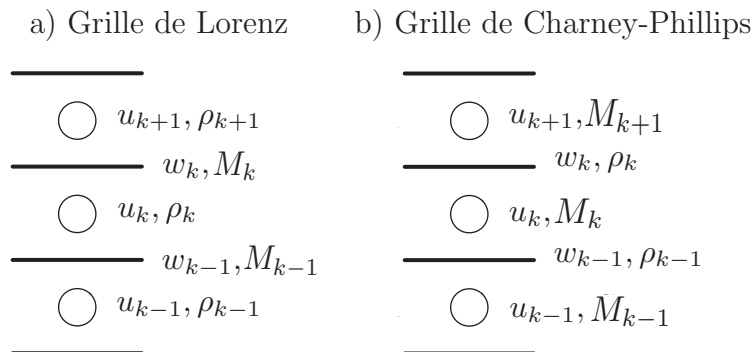 a) Grille de Lorenz
u_{k+1}, ρ_{k+1}
w_k, M_k
u_k, ρ_k
w_{k−1}, M_{k−1}
u_{k−1}, ρ_{k−1}
b) Grille de Charney-Phillips
u_{k+1}, M_{k+1}
w_k, ρ_k
u_k, M_k
w_{k−1}, ρ_{k−1}
u_{k−1}, M_{k−1}